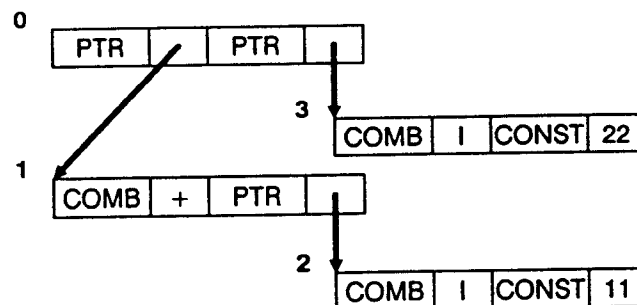 0
PTR PTR
3
COMB I CONST 22
1
COMB + PTR
2
COMB I CONST 11